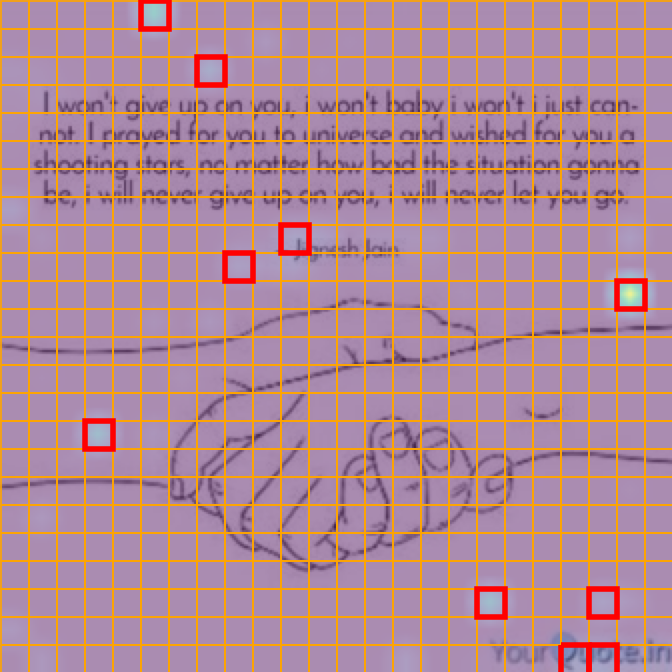 I won't give up on you, i won't baby i won't i just can-
not. I prayed for you to universe and wished for you a
shooting stars, no matter how bad the situation gonna
be, i will never give up on you, i will never let you go.
- Jignesh Jain
YourQuote.in